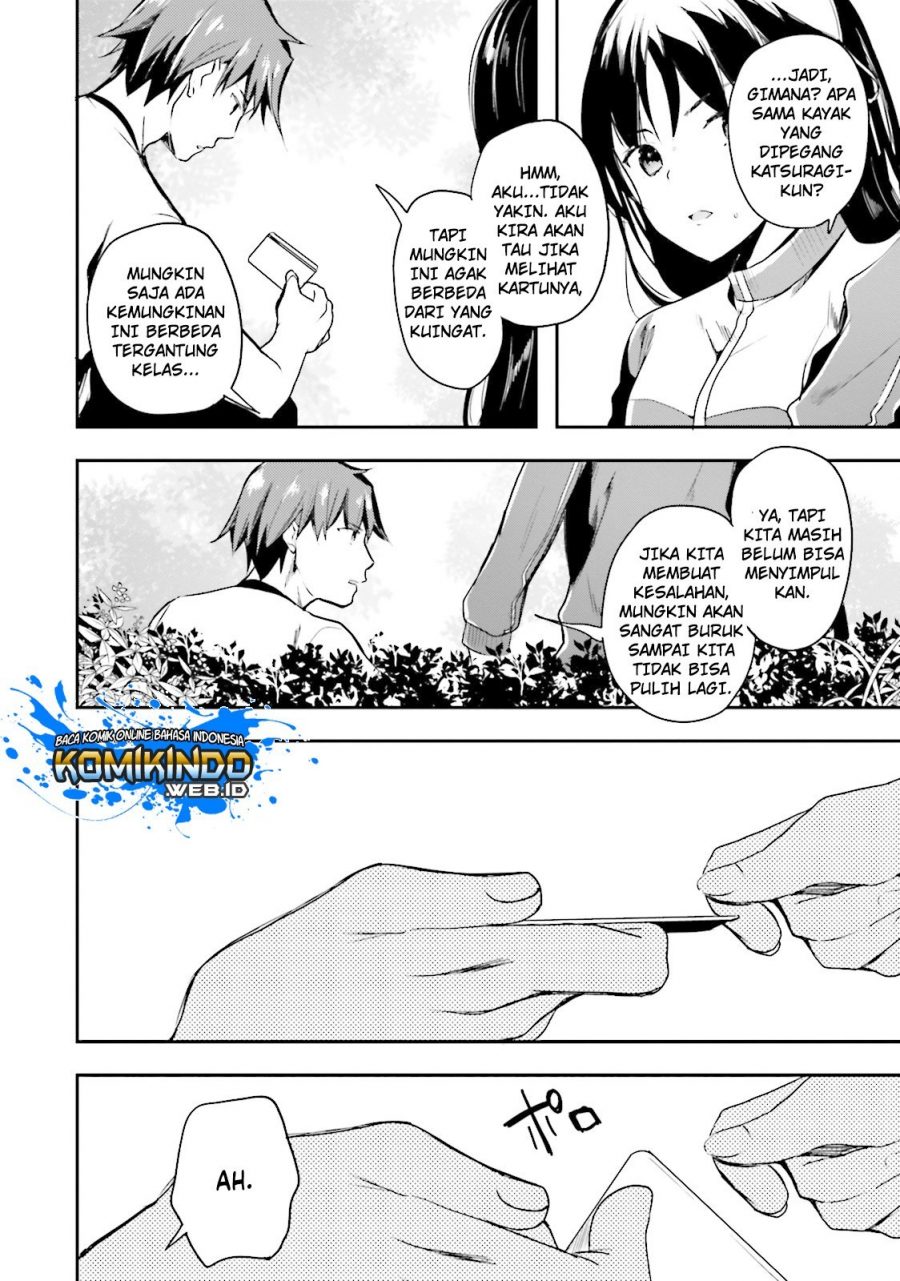 ...JADI,
GIMANA? APA
SAMA KAYAK
YANG
DIPEGANG
KATSURAGI-
KUN?
HMM,
AKU...TIDAK
YAKIN. AKU
KIRA AKAN
TAU JIKA
MELIHAT
KARTUNYA,
TAPI
MUNGKIN
INI AGAK
BERBEDA
DARI YANG
KUINGAT.
MUNGKIN
SAJA ADA
KEMUNGKINAN
INI BERBEDA
TERGANTUNG
KELAS...
YA, TAPI
KITA MASIH
BELUM BISA
MENYIMPUL
KAN.
JIKA KITA
MEMBUAT
KESALAHAN,
MUNGKIN AKAN
SANGAT BURUK
SAMPAI KITA
TIDAK BISA
PULIH LAGI.
BACA KOMIK ONLINE BAHASA INDONESIA
KOMIKINDO
WEB.ID
ポロ
AH.